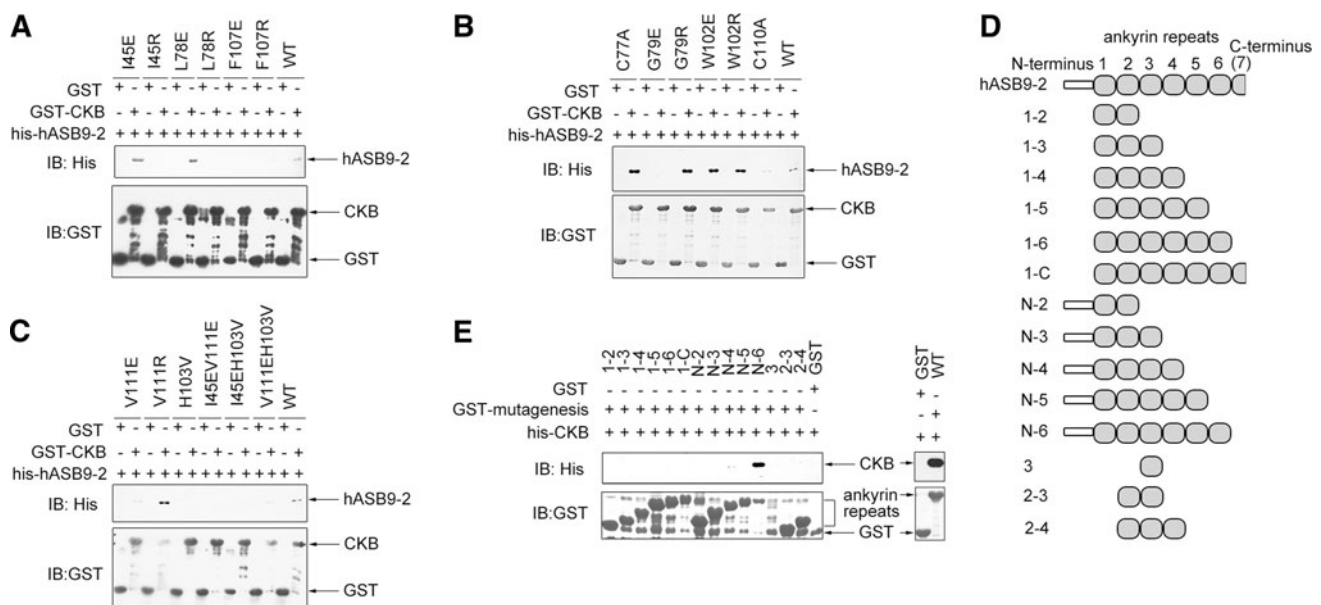 A
I45E
I45R
L78E
L78R
F107E
F107R
WT
GST + - + - + - + - + - + - + -
GST-CKB - + - + - + - + - + - + - +
his-hASB9-2 + + + + + + + + + + + + + +
IB: His
hASB9-2
IB:GST
CKB
GST
B
C77A
G79E
G79R
W102E
W102R
C110A
WT
GST + - + - + - + - + - + - + -
GST-CKB - + - + - + - + - + - + - +
his-hASB9-2 + + + + + + + + + + + + + +
IB: His
hASB9-2
IB:GST
CKB
GST
C
V111E
V111R
H103V
I45EV111E
I45EH103V
V111EH103V
WT
GST + - + - + - + - + - + - + -
GST-CKB - + - + - + - + - + - + - +
his-hASB9-2 + + + + + + + + + + + + + +
IB: His
hASB9-2
IB:GST
CKB
GST
D
ankyrin repeats
C-terminus
N-terminus 1 2 3 4 5 6 (7)
hASB9-2
1-2
1-3
1-4
1-5
1-6
1-C
N-2
N-3
N-4
N-5
N-6
3
2-3
2-4
E
1-2
1-3
1-4
1-5
1-6
1-C
N-2
N-3
N-4
N-5
N-6
3
2-3
2-4
GST
GST
WT
GST - - - - - - - - - - - - - - + + -
GST-mutagenesis + + + + + + + + + + + + + + - - +
his-CKB + + + + + + + + + + + + + + + + +
IB: His
CKB
IB:GST
ankyrin
repeats
GST